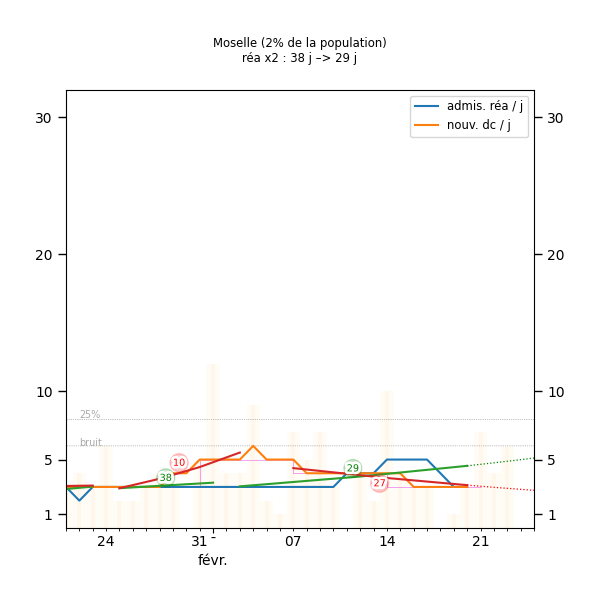 Moselle (2% de la population)
réa x2 : 38 j –> 29 j
admis. réa / j
nouv. dc / j
30 30
20 20
10 10
25%
bruit
5 5
10
29
38
27
1 1
24 31 - 07 14 21
févr.